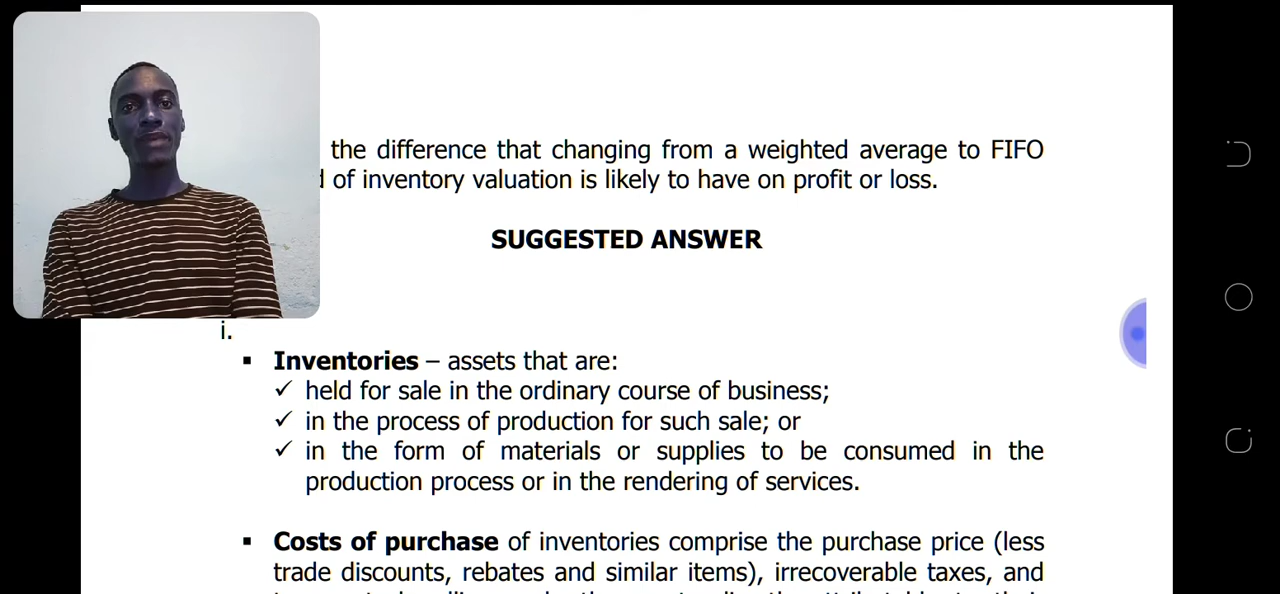 the difference that changing from a weighted average to FIFO
of inventory valuation is likely to have on profit or loss.
SUGGESTED ANSWER
i.
▪ Inventories – assets that are:
✓ held for sale in the ordinary course of business;
✓ in the process of production for such sale; or
✓ in the form of materials or supplies to be consumed in the
production process or in the rendering of services.
▪ Costs of purchase of inventories comprise the purchase price (less
trade discounts, rebates and similar items), irrecoverable taxes, and